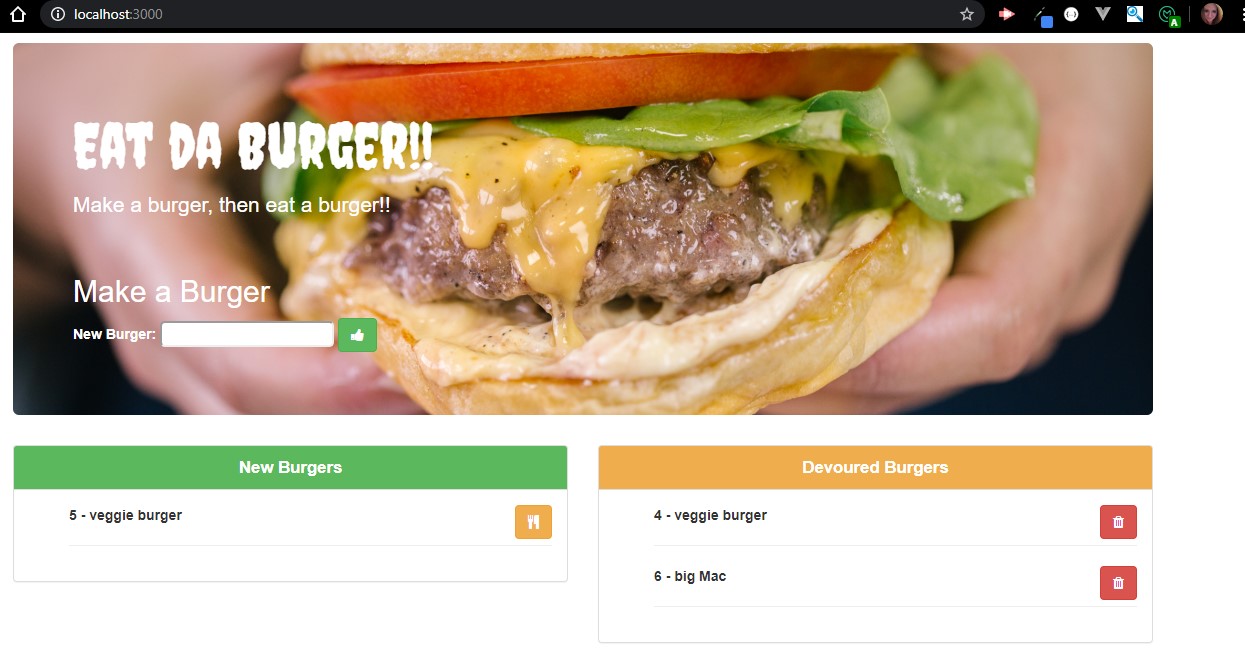 localhost:3000
A
EAT DA BURGER!!
Make a burger, then eat a burger!!
Make a Burger
New Burger:
New Burgers
5 - veggie burger
Devoured Burgers
4 - veggie burger
6 - big Mac